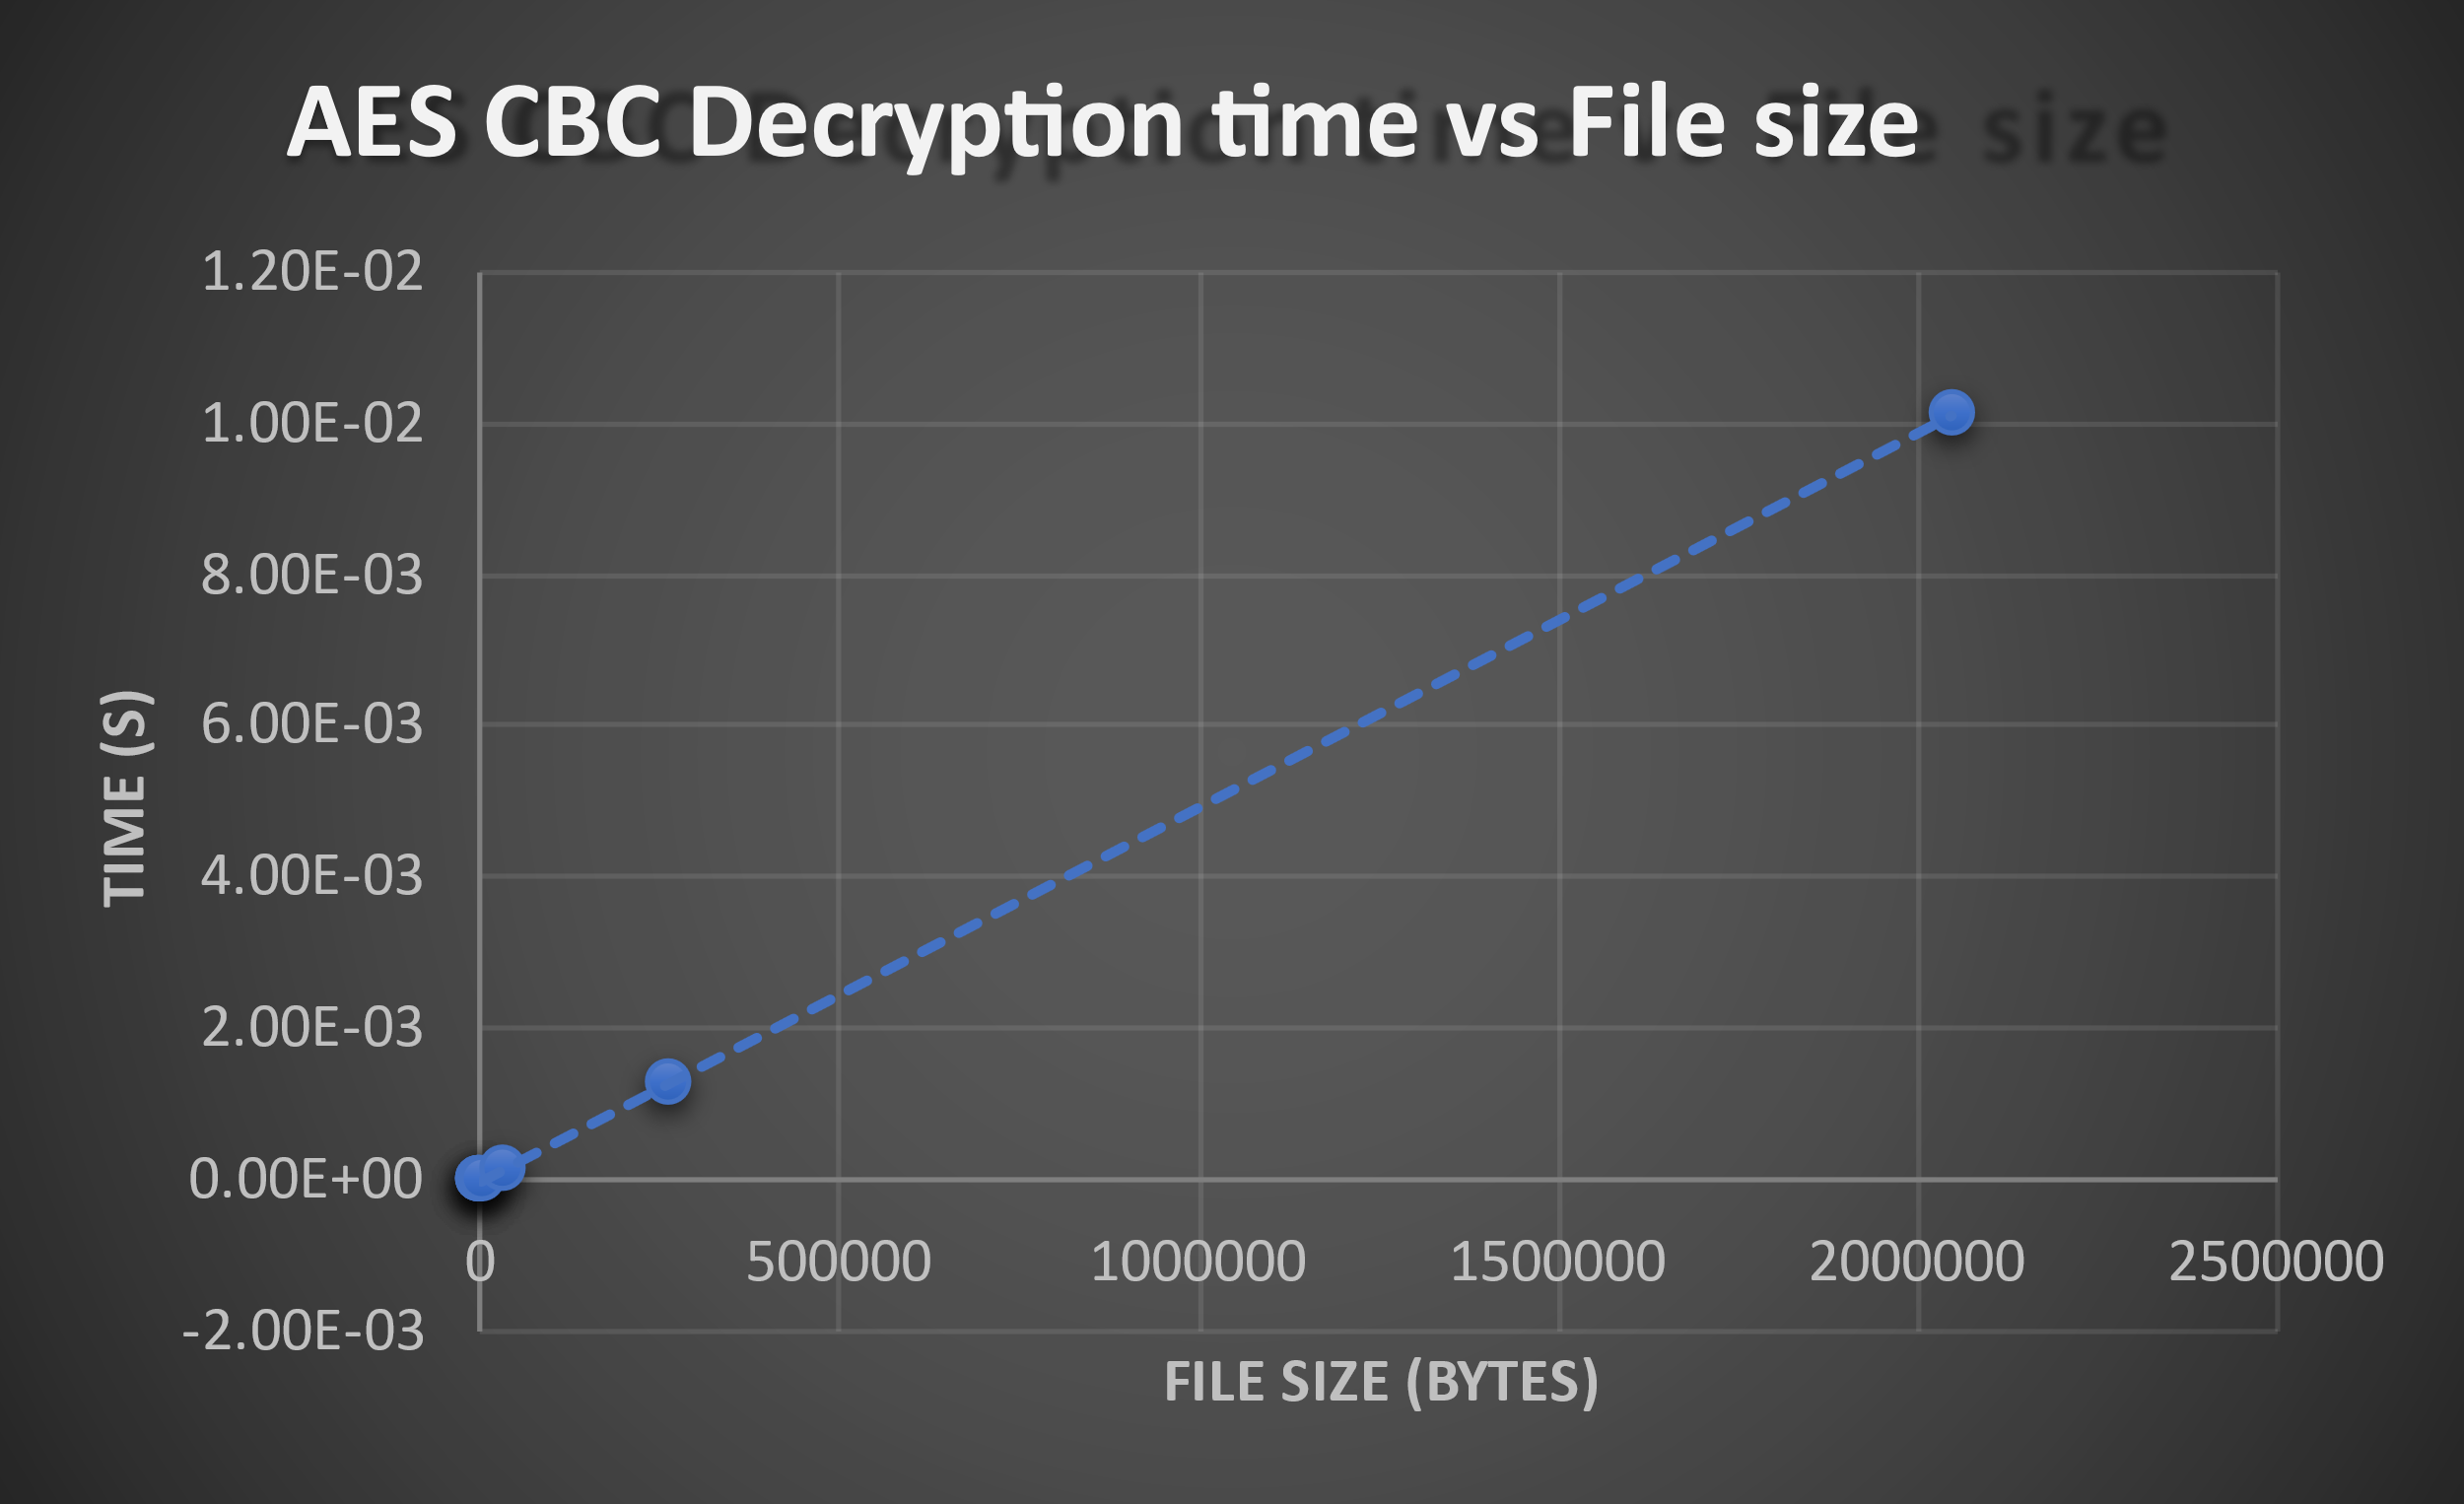 AES CBC Decryption time vs File size
1.20E-02
1.00E-02
8.00E-03
6.00E-03
4.00E-03
2.00E-03
0.00E+00
-2.00E-03
TIME (S)
0 500000 1000000 1500000 2000000 2500000
FILE SIZE (BYTES)